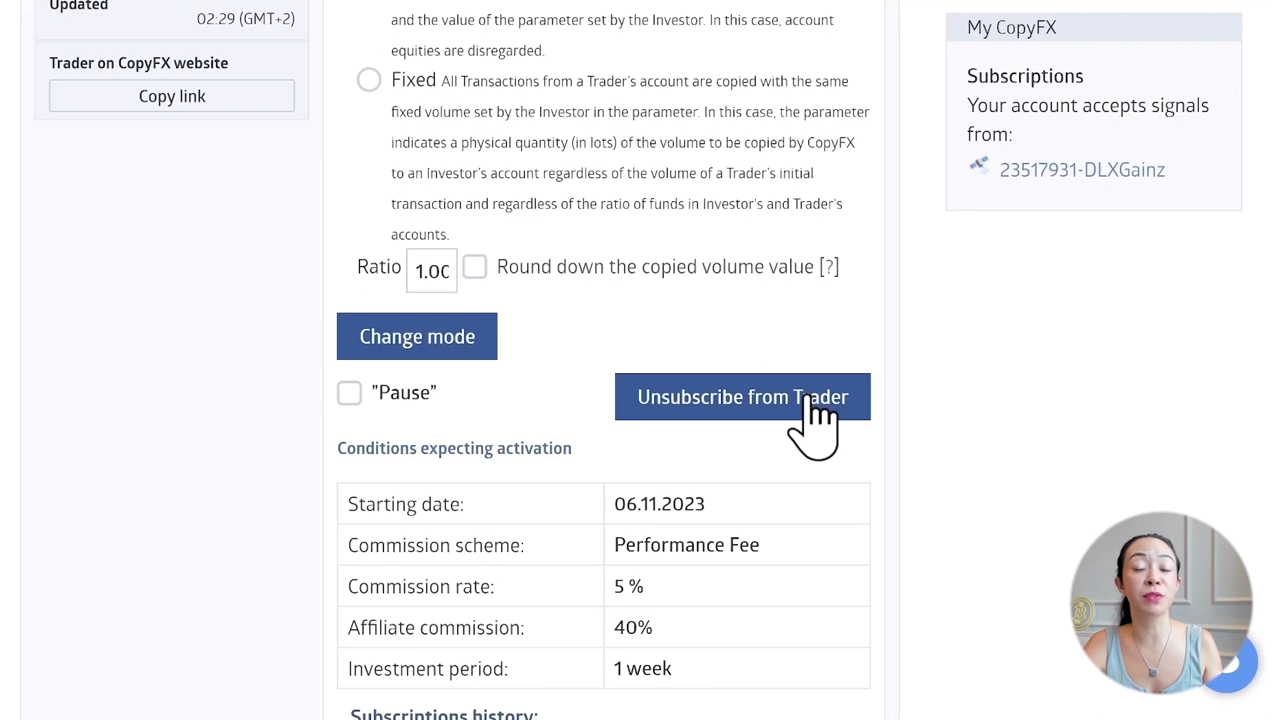 Updated
02:29 (GMT+2)
Trader on CopyFX website
Copy link
and the value of the parameter set by the Investor. In this case, account
equities are disregarded.
Fixed All Transactions from a Trader's account are copied with the same
fixed volume set by the Investor in the parameter. In this case, the parameter
indicates a physical quantity (in lots) of the volume to be copied by CopyFX
to an Investor's account regardless of the volume of a Trader's initial
transaction and regardless of the ratio of funds in Investor's and Trader's
accounts.
Ratio 1.00 Round down the copied volume value [?]
Change mode
"Pause" Unsubscribe from Trader
Conditions expecting activation
Starting date: 06.11.2023
Commission scheme: Performance Fee
Commission rate: 5 %
Affiliate commission: 40%
Investment period: 1 week
Subscriptions history:
My CopyFX
Subscriptions
Your account accepts signals
from:
23517931-DLXGainz